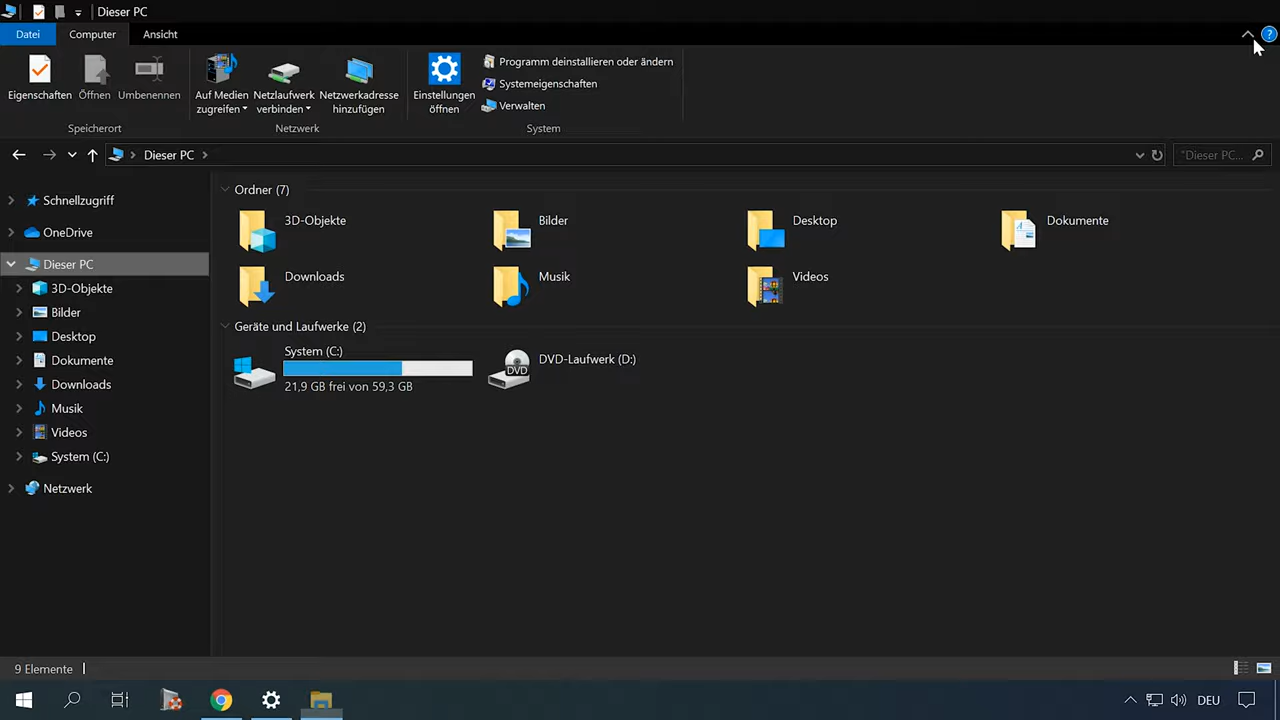 Dieser PC
Datei
Computer
Ansicht
?
Eigenschaften
Öffnen
Umbenennen
Auf Medien
zugreifen
Netzlaufwerk
verbinden
Netzwerkadresse
hinzufügen
Einstellungen
öffnen
Programm deinstallieren oder ändern
Systemeigenschaften
Verwalten
Speicherort
Netzwerk
System
Dieser PC
"Dieser PC...
Schnellzugriff
OneDrive
Dieser PC
3D-Objekte
Bilder
Desktop
Dokumente
Downloads
Musik
Videos
System (C:)
Netzwerk
Ordner (7)
3D-Objekte
Bilder
Desktop
Dokumente
Downloads
Musik
Videos
Geräte und Laufwerke (2)
System (C:)
21,9 GB frei von 59,3 GB
DVD
DVD-Laufwerk (D:)
9 Elemente
DEU